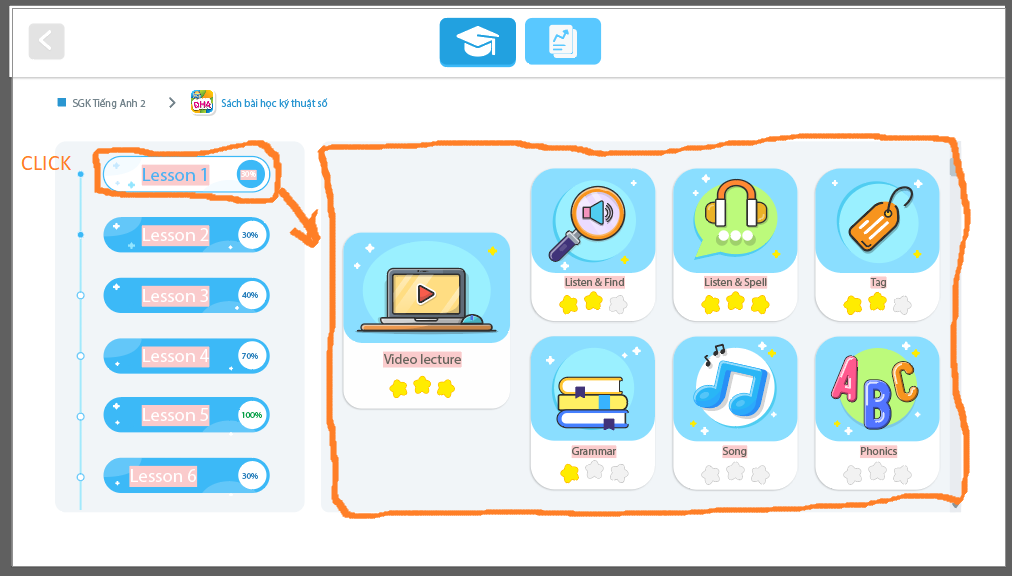 SGK Tiếng Anh 2
DHA
Sách bài học kỹ thuật số
CLICK
Lesson 1
30%
Lesson 2
30%
Lesson 3
40%
Lesson 4
70%
Lesson 5
100%
Lesson 6
30%
Video lecture
Listen & Find
Listen & Spell
Tag
Grammar
Song
ABC
Phonics